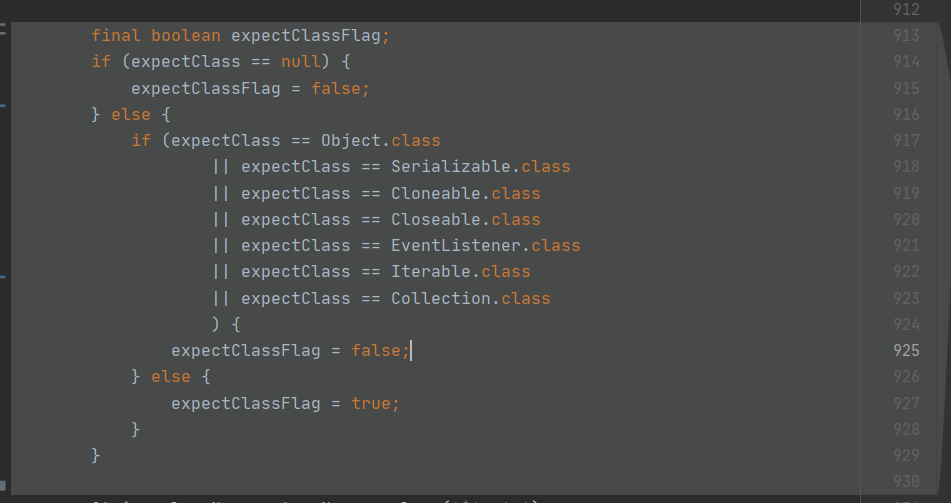 912
final boolean expectClassFlag; 913
if (expectClass == null) { 914
expectClassFlag = false; 915
} else { 916
if (expectClass == Object.class 917
|| expectClass == Serializable.class 918
|| expectClass == Cloneable.class 919
|| expectClass == Closeable.class 920
|| expectClass == EventListener.class 921
|| expectClass == Iterable.class 922
|| expectClass == Collection.class 923
) { 924
expectClassFlag = false; 925
} else { 926
expectClassFlag = true; 927
} 928
} 929
930